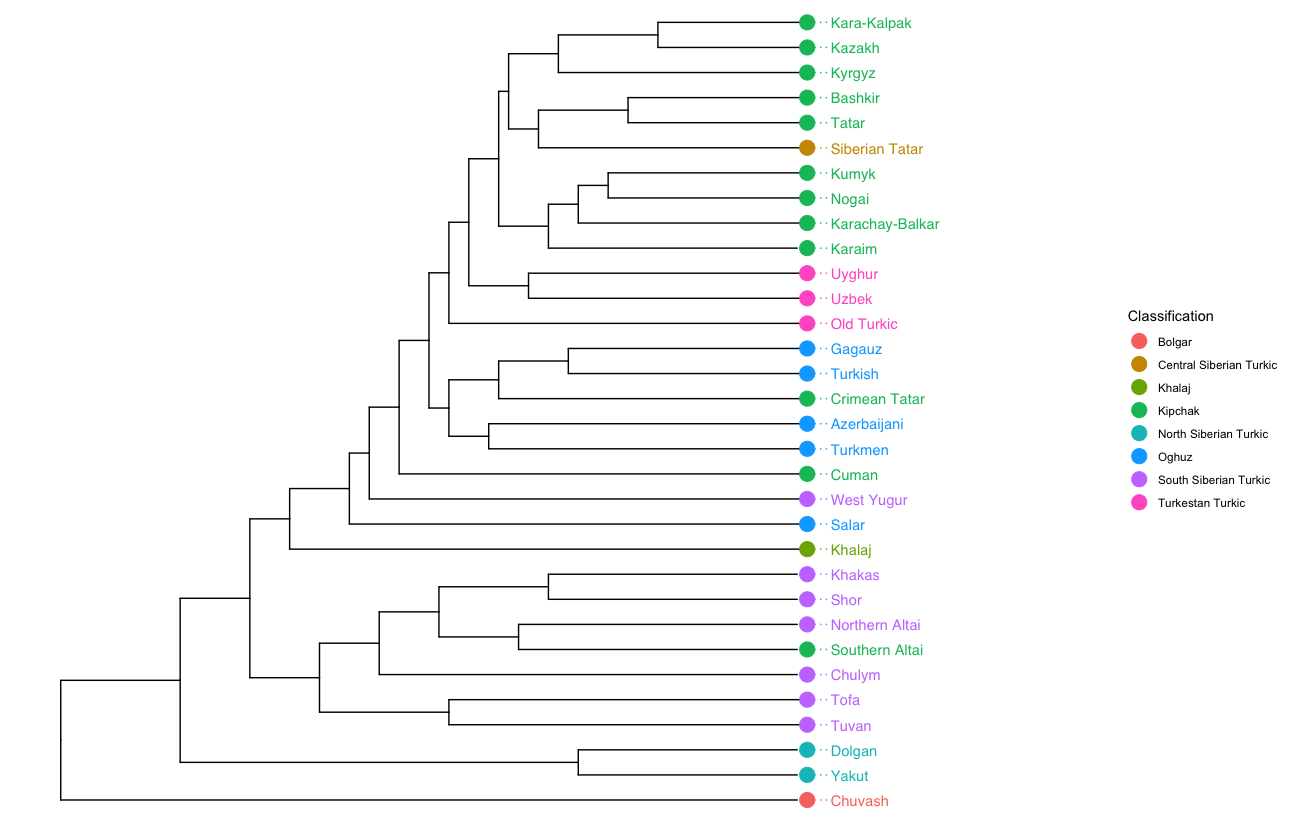 Kara-Kalpak
Kazakh
Kyrgyz
Bashkir
Tatar
Siberian Tatar
Kumyk
Nogai
Karachay-Balkar
Karaim
Uyghur
Uzbek
Old Turkic
Gagauz
Turkish
Crimean Tatar
Azerbaijani
Turkmen
Cuman
West Yugur
Salar
Khalaj
Khakas
Shor
Northern Altai
Southern Altai
Chulym
Tofa
Tuvan
Dolgan
Yakut
Chuvash
Classification
Bolgar
Central Siberian Turkic
Khalaj
Kipchak
North Siberian Turkic
Oghuz
South Siberian Turkic
Turkestan Turkic